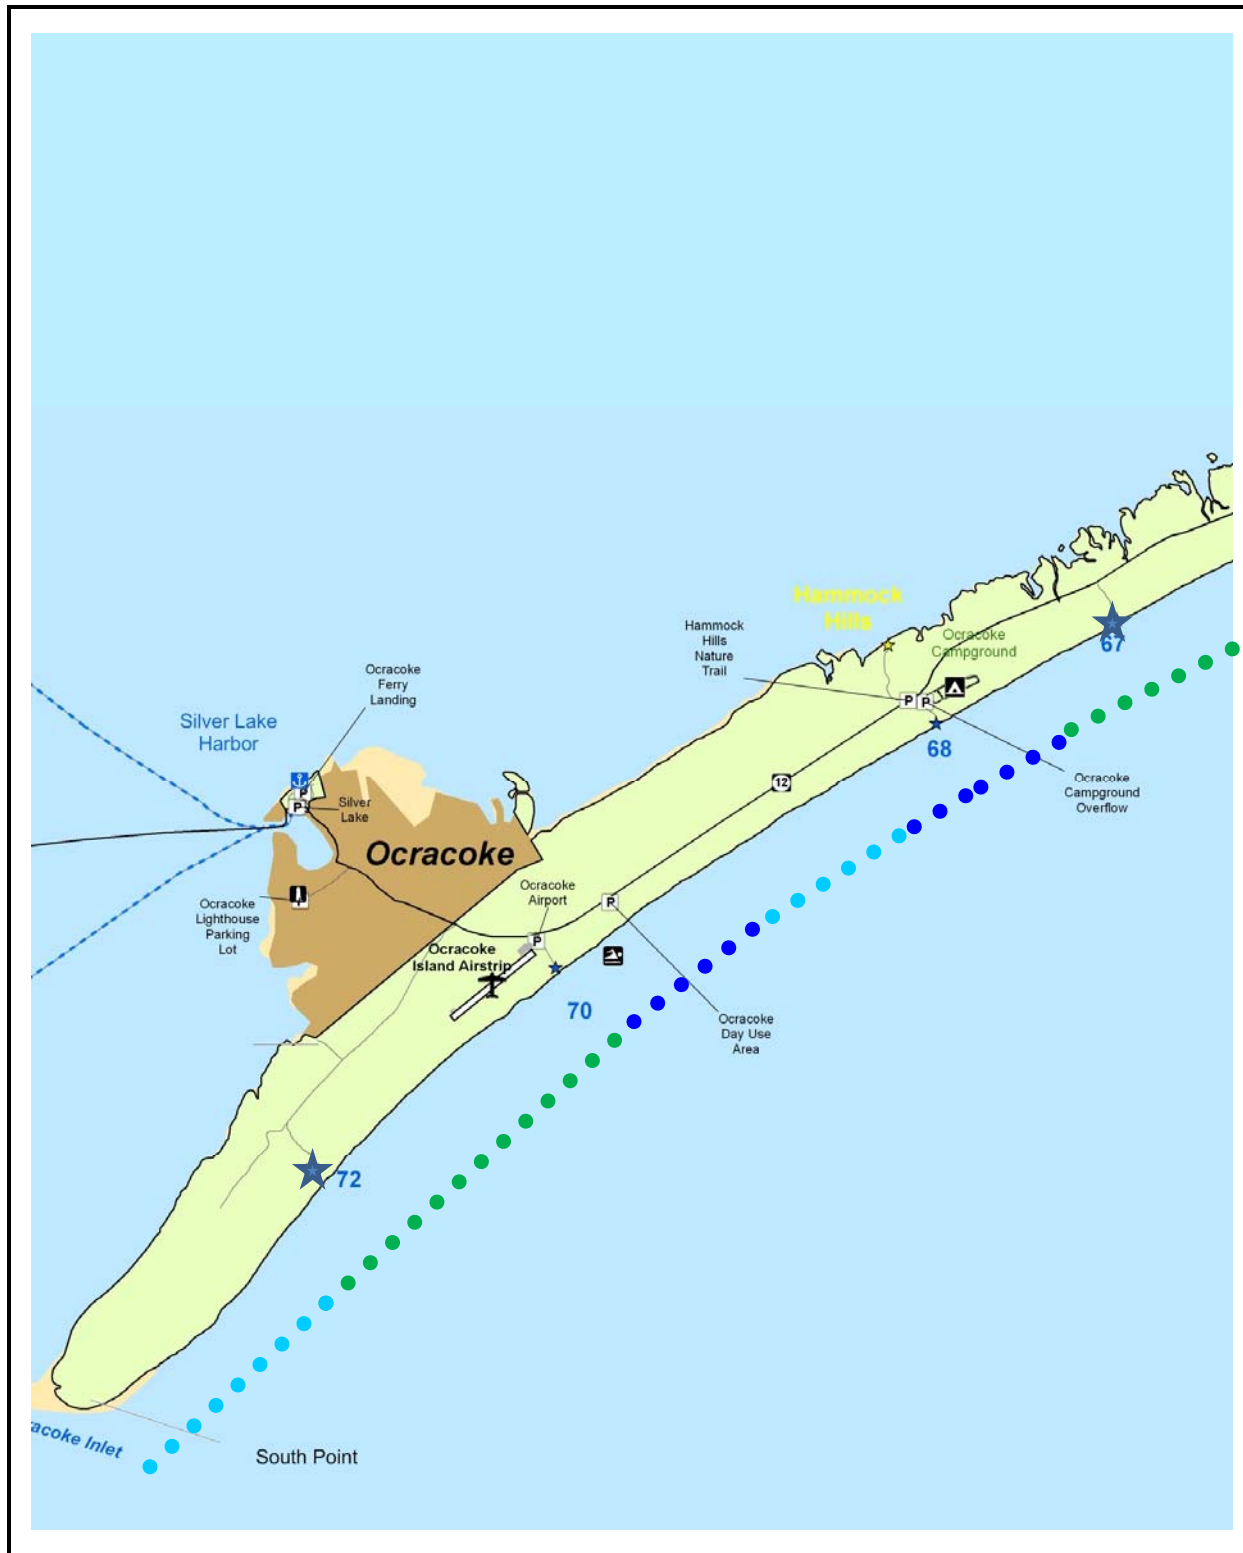 Hammock
Hills
Hammock
Hills
Nature
Trail
Ocracoke
Campground
67
Ocracoke
Ferry
Landing
Silver Lake
Harbor
P
P
68
12
Ocracoke
Campground
Overflow
P
P
Silver
Lake
Ocracoke
Ocracoke
Lighthouse
Parking
Lot
Ocracoke
Airport
P
P
Ocracoke
Island Airstrip
70
Ocracoke
Day Use
Area
72
racoke Inlet
South Point